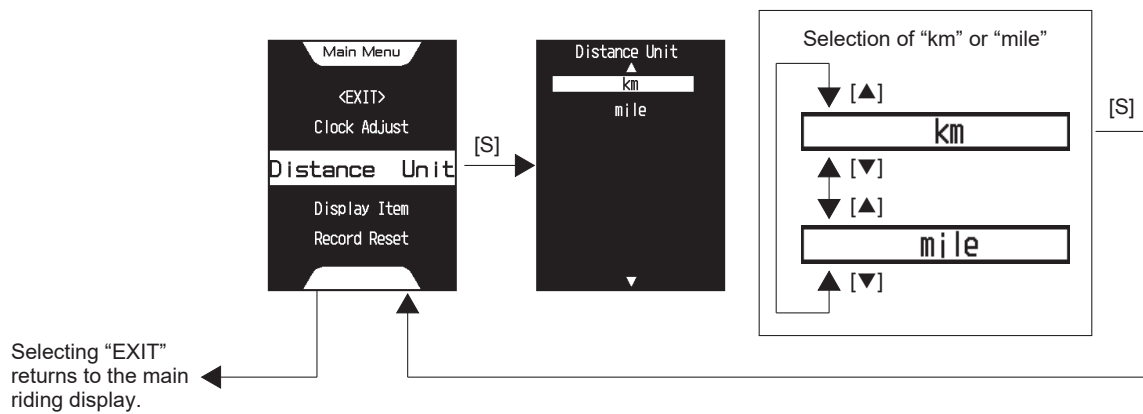 Main Menu
<EXIT>
Clock Adjust
Distance Unit
Display Item
Record Reset
[S]
Distance Unit
▲
km
mile
▼
Selection of “km” or “mile”
[▲]
km
[▼]
[▲]
mile
[▼]
[S]
Selecting “EXIT”
returns to the main
riding display.